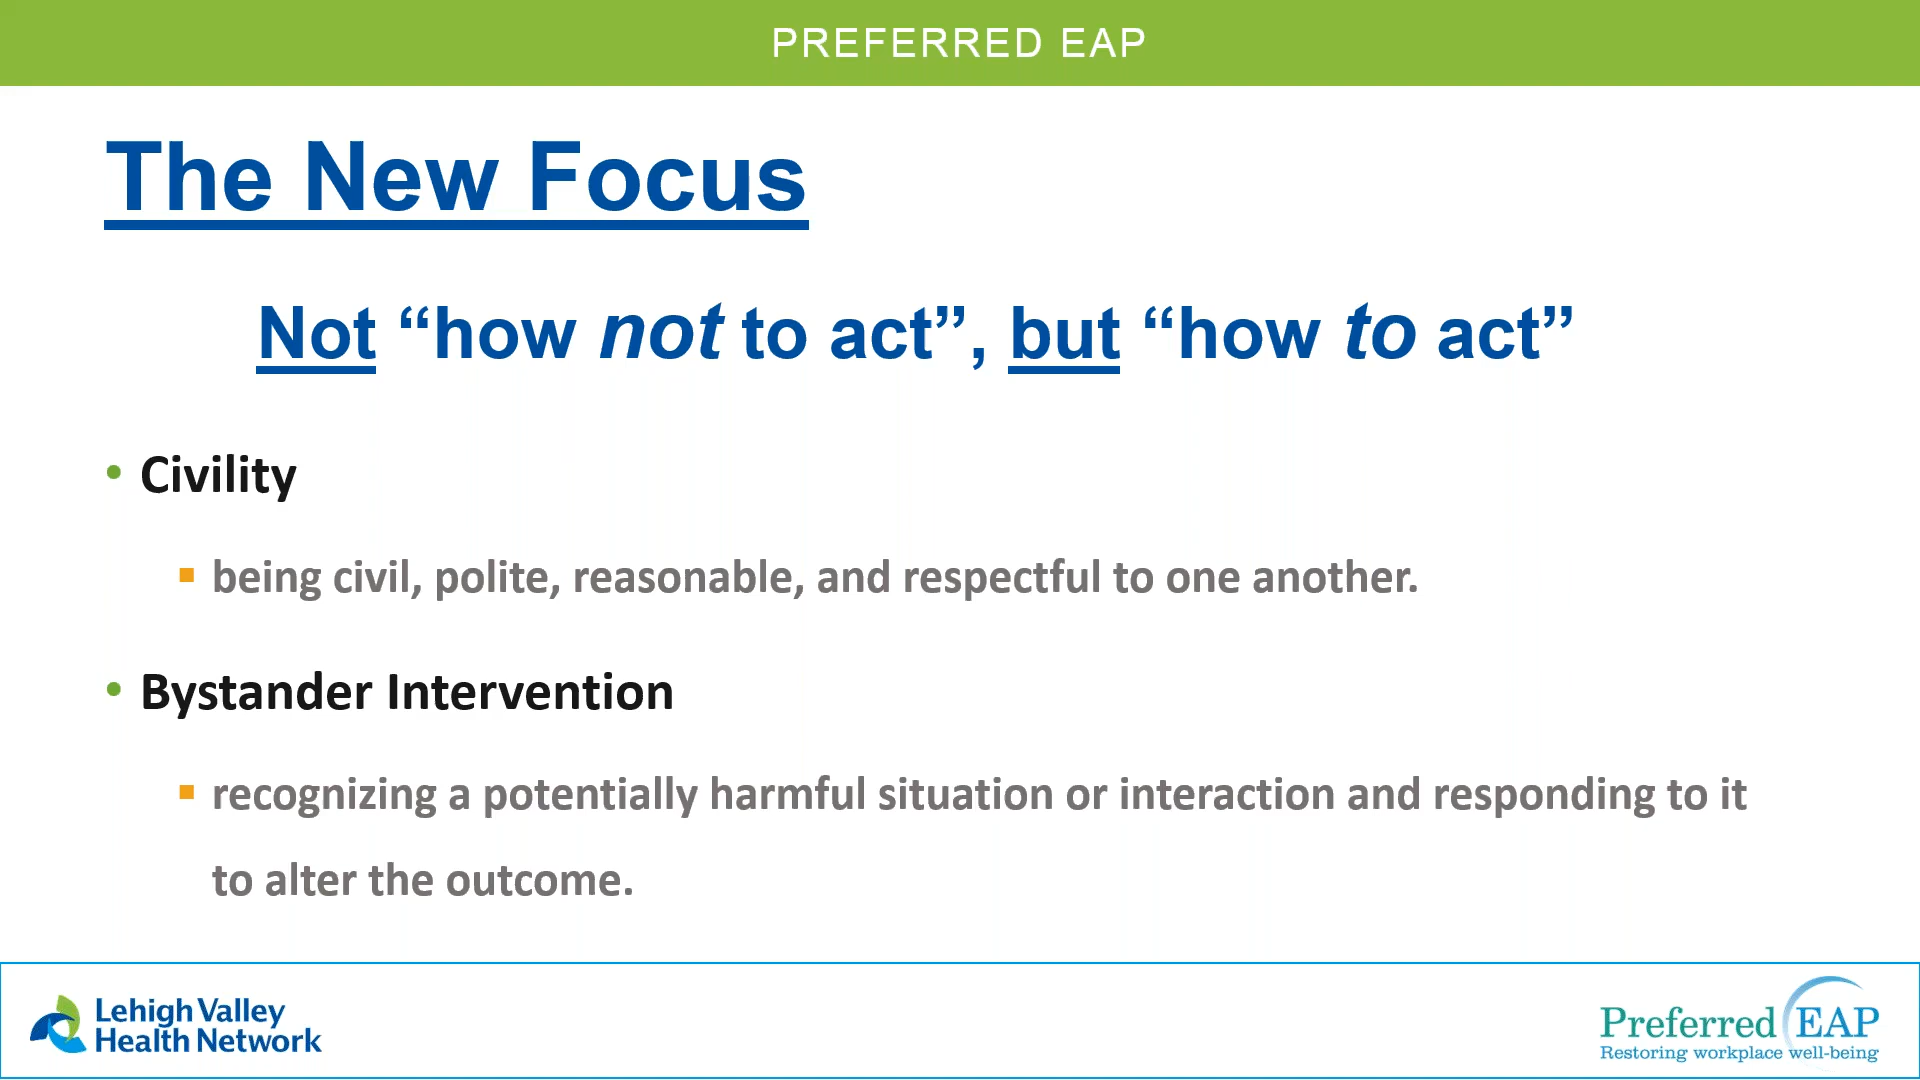 PREFERRED EAP
The New Focus
Not “how not to act”, but “how to act”
• Civility
▪ being civil, polite, reasonable, and respectful to one another.
• Bystander Intervention
▪ recognizing a potentially harmful situation or interaction and responding to it
to alter the outcome.
Lehigh Valley
Health Network
Preferred EAP
Restoring workplace well-being